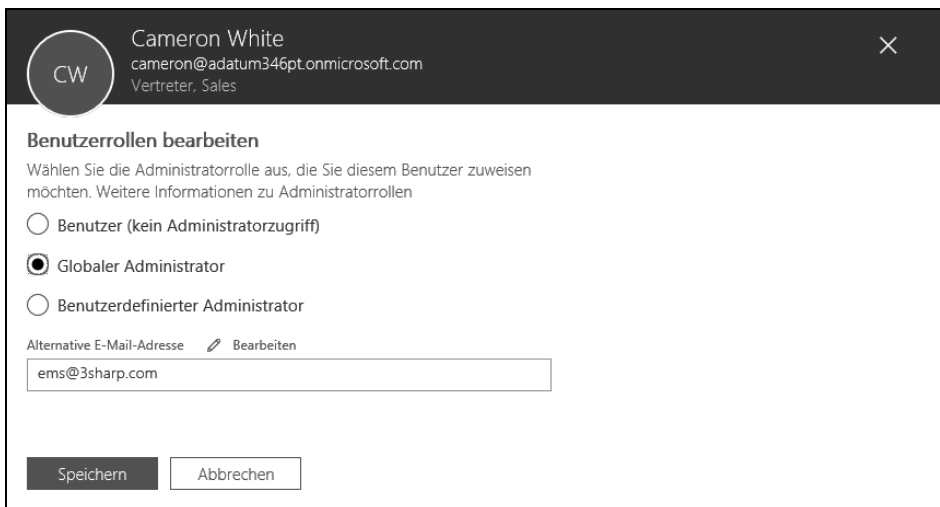 CW
Cameron White
cameron@adatum346pt.onmicrosoft.com
Vertreter, Sales
Benutzerrollen bearbeiten
Wählen Sie die Administratorrolle aus, die Sie diesem Benutzer zuweisen
möchten. Weitere Informationen zu Administratorrollen
Benutzer (kein Administratorzugriff)
Globaler Administrator
Benutzerdefinierter Administrator
Alternative E-Mail-Adresse Bearbeiten
ems@3sharp.com
Speichern Abbrechen